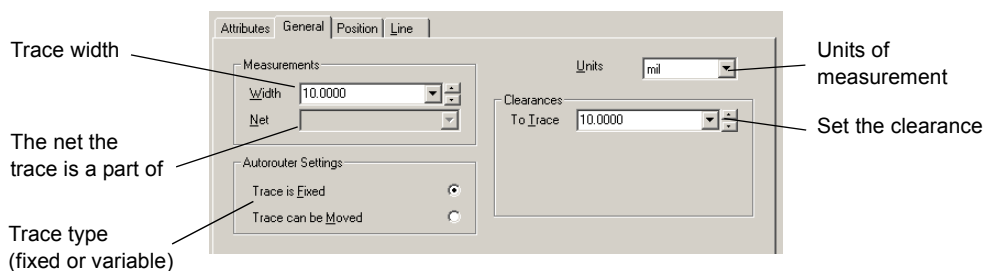 Attributes General Position Line
Trace width
Measurements
Width 10.0000
Net
The net the
trace is a part of
Autorouter Settings
Trace is Fixed
Trace can be Moved
Trace type
(fixed or variable)
Units mil
Units of
measurement
Clearances
To Trace 10.0000
Set the clearance